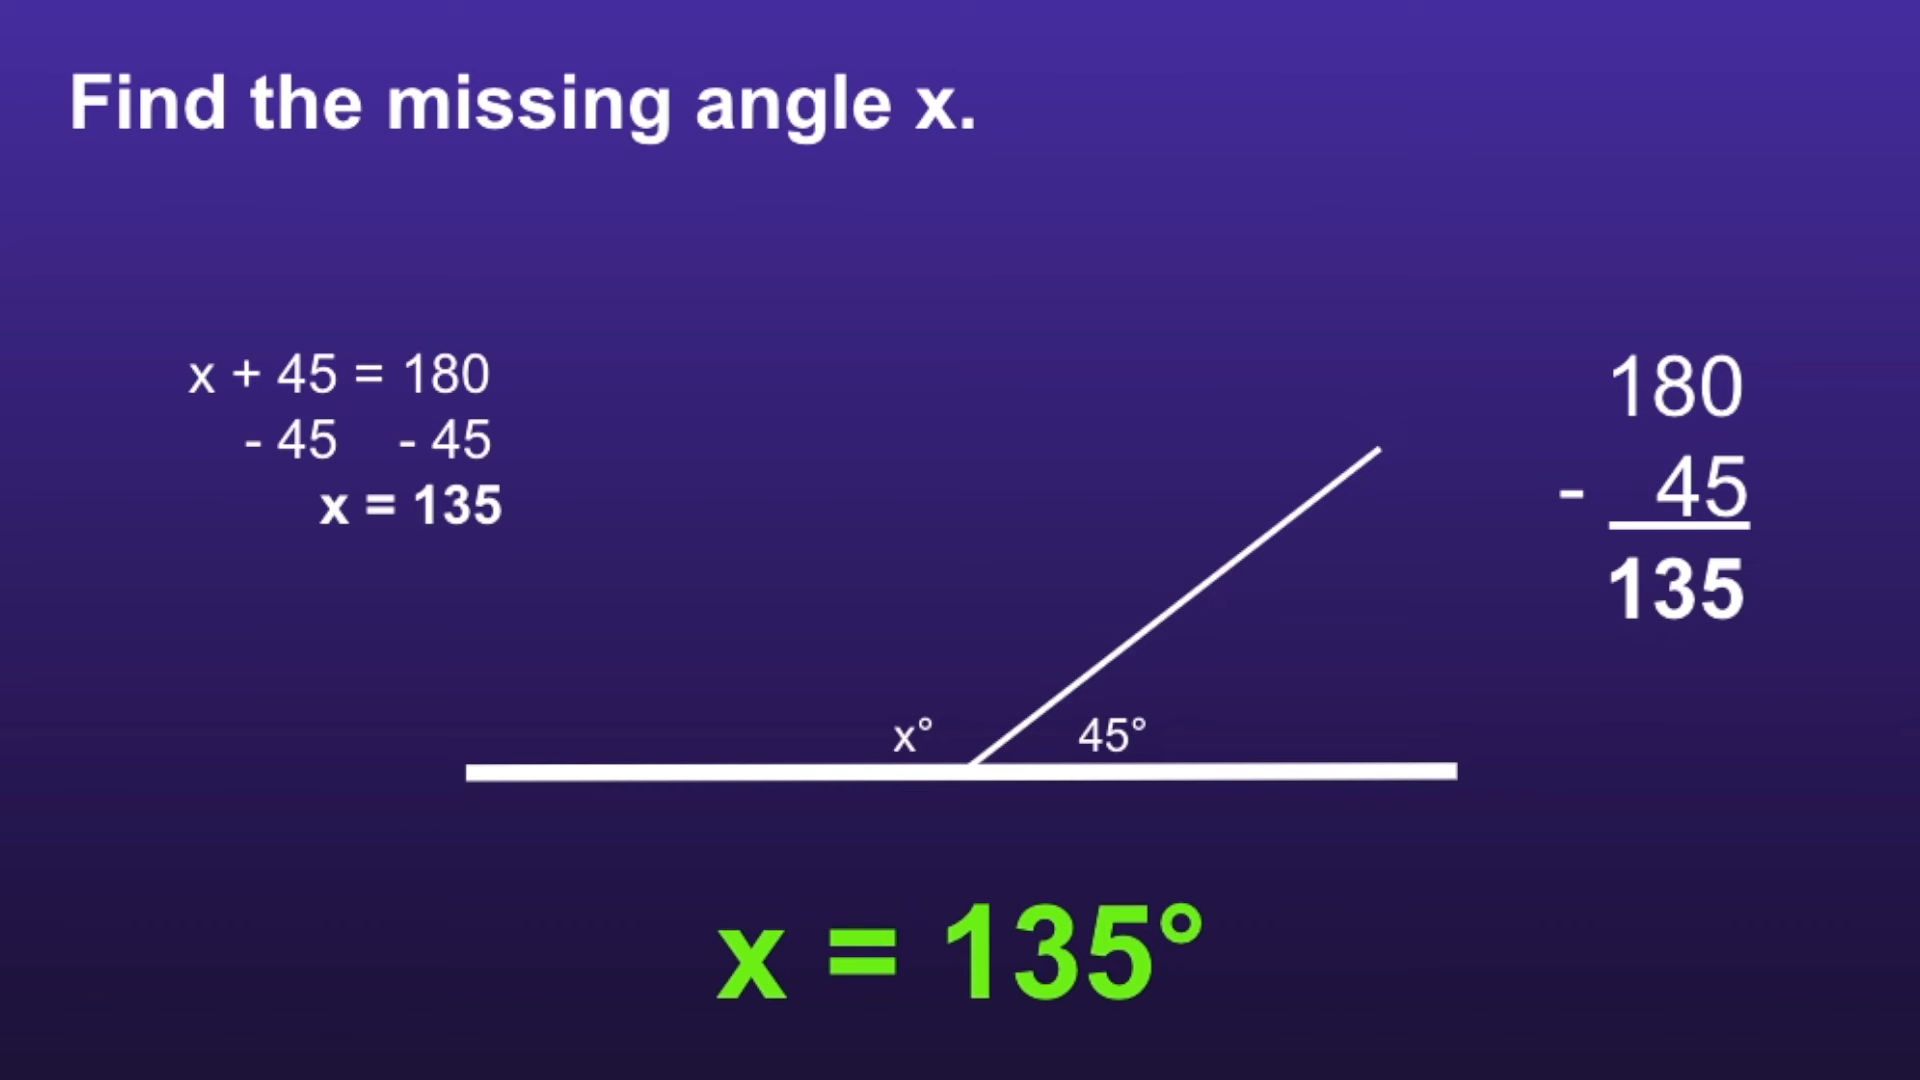 Find the missing angle x.
x + 45 = 180
- 45 - 45
x = 135
180
- 45
135
x° 45°
x = 135°